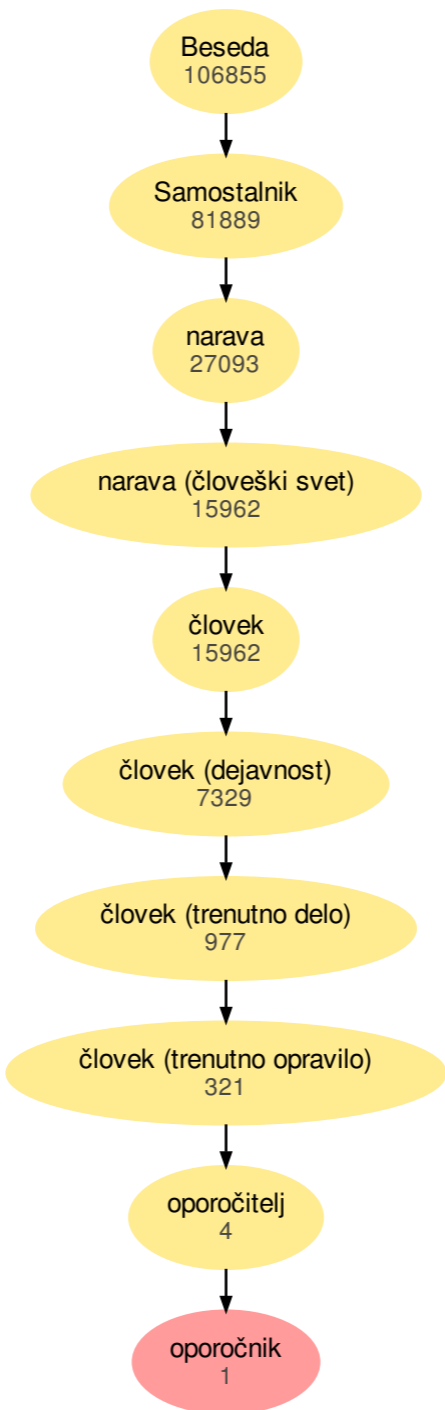 Beseda
106855
Samostalnik
81889
narava
27093
narava (človeški svet)
15962
človek
15962
človek (dejavnost)
7329
človek (trenutno delo)
977
človek (trenutno opravilo)
321
oporočitelj
4
oporočnik
1